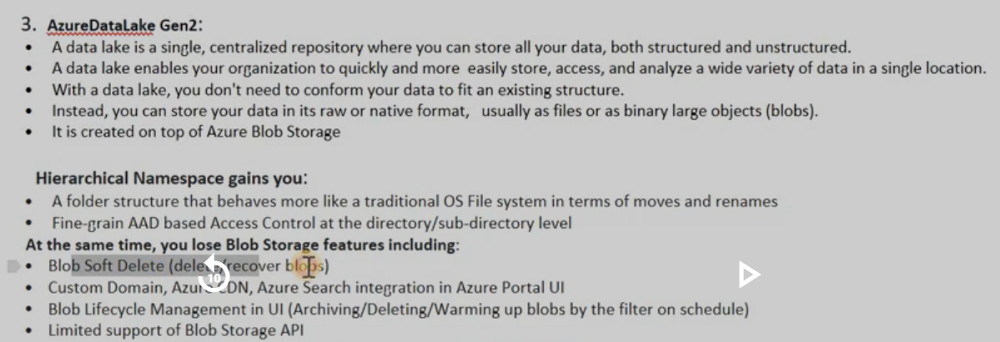 3. AzureDataLake Gen2:
• A data lake is a single, centralized repository where you can store all your data, both structured and unstructured.
• A data lake enables your organization to quickly and more easily store, access, and analyze a wide variety of data in a single location.
• With a data lake, you don't need to conform your data to fit an existing structure.
• Instead, you can store your data in its raw or native format, usually as files or as binary large objects (blobs).
• It is created on top of Azure Blob Storage
Hierarchical Namespace gains you:
• A folder structure that behaves more like a traditional OS File system in terms of moves and renames
• Fine-grain AAD based Access Control at the directory/sub-directory level
At the same time, you lose Blob Storage features including:
• Blob Soft Delete (delete/recover blobs)
• Custom Domain, Azure CDN, Azure Search integration in Azure Portal UI
• Blob Lifecycle Management in UI (Archiving/Deleting/Warming up blobs by the filter on schedule)
• Limited support of Blob Storage API
10